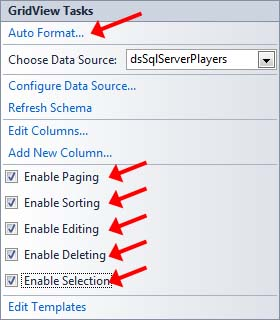 GridView Tasks
Auto Format...
Choose Data Source: dsSqlServerPlayers
Configure Data Source...
Refresh Schema
Edit Columns...
Add New Column...
Enable Paging
Enable Sorting
Enable Editing
Enable Deleting
Enable Selection
Edit Templates